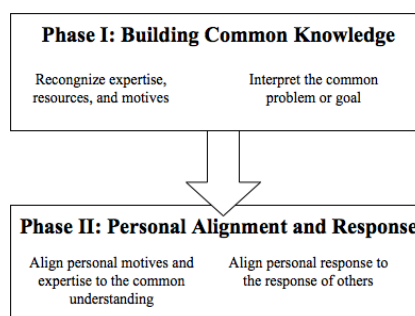 Phase I: Building Common Knowledge
Recongnize expertise,
resources, and motives
Interpret the common
problem or goal
Phase II: Personal Alignment and Response
Align personal motives and
expertise to the common
understanding
Align personal response to
the response of others